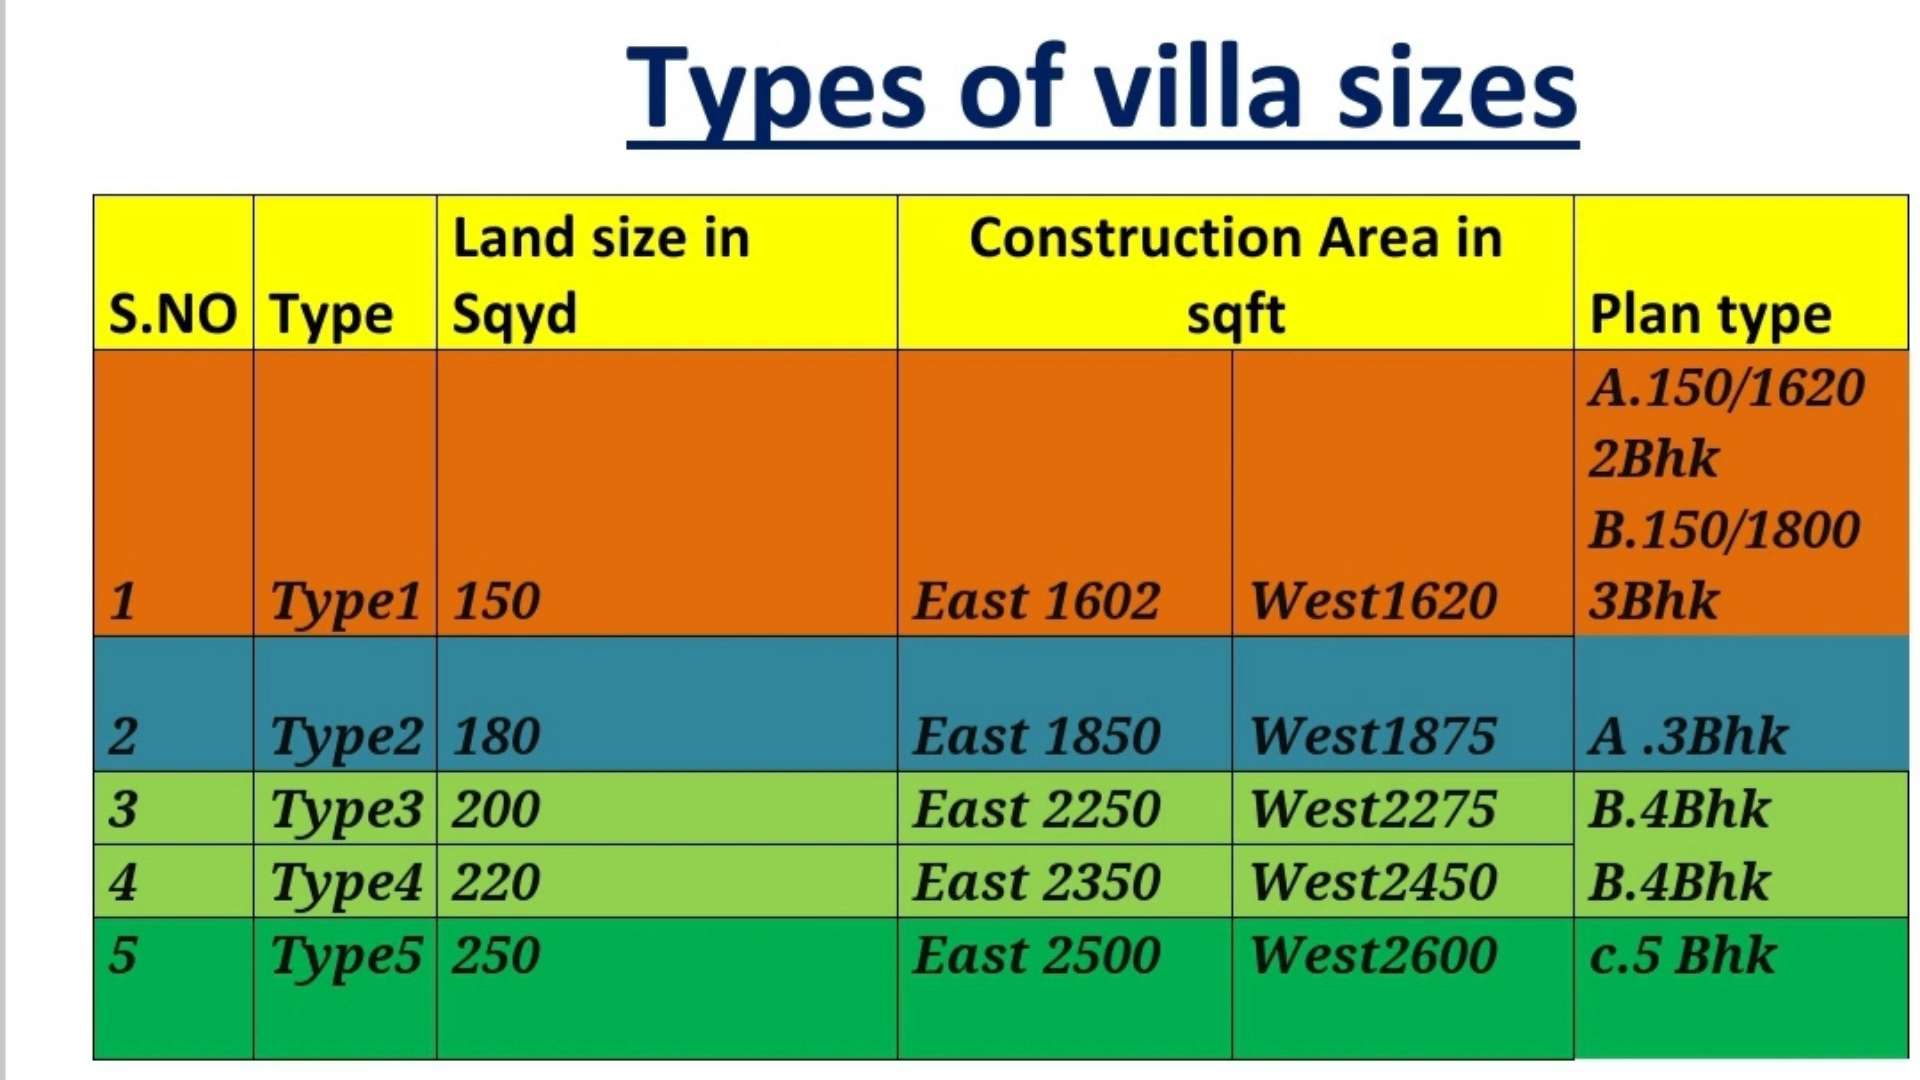 Types of villa sizes
S.NO Type Land size in Sqyd Construction Area in sqft Plan type
1 Type1 150 East 1602 West1620 A.150/1620 2Bhk B.150/1800 3Bhk
2 Type2 180 East 1850 West1875 A .3Bhk
3 Type3 200 East 2250 West2275 B.4Bhk
4 Type4 220 East 2350 West2450 B.4Bhk
5 Type5 250 East 2500 West2600 c.5 Bhk